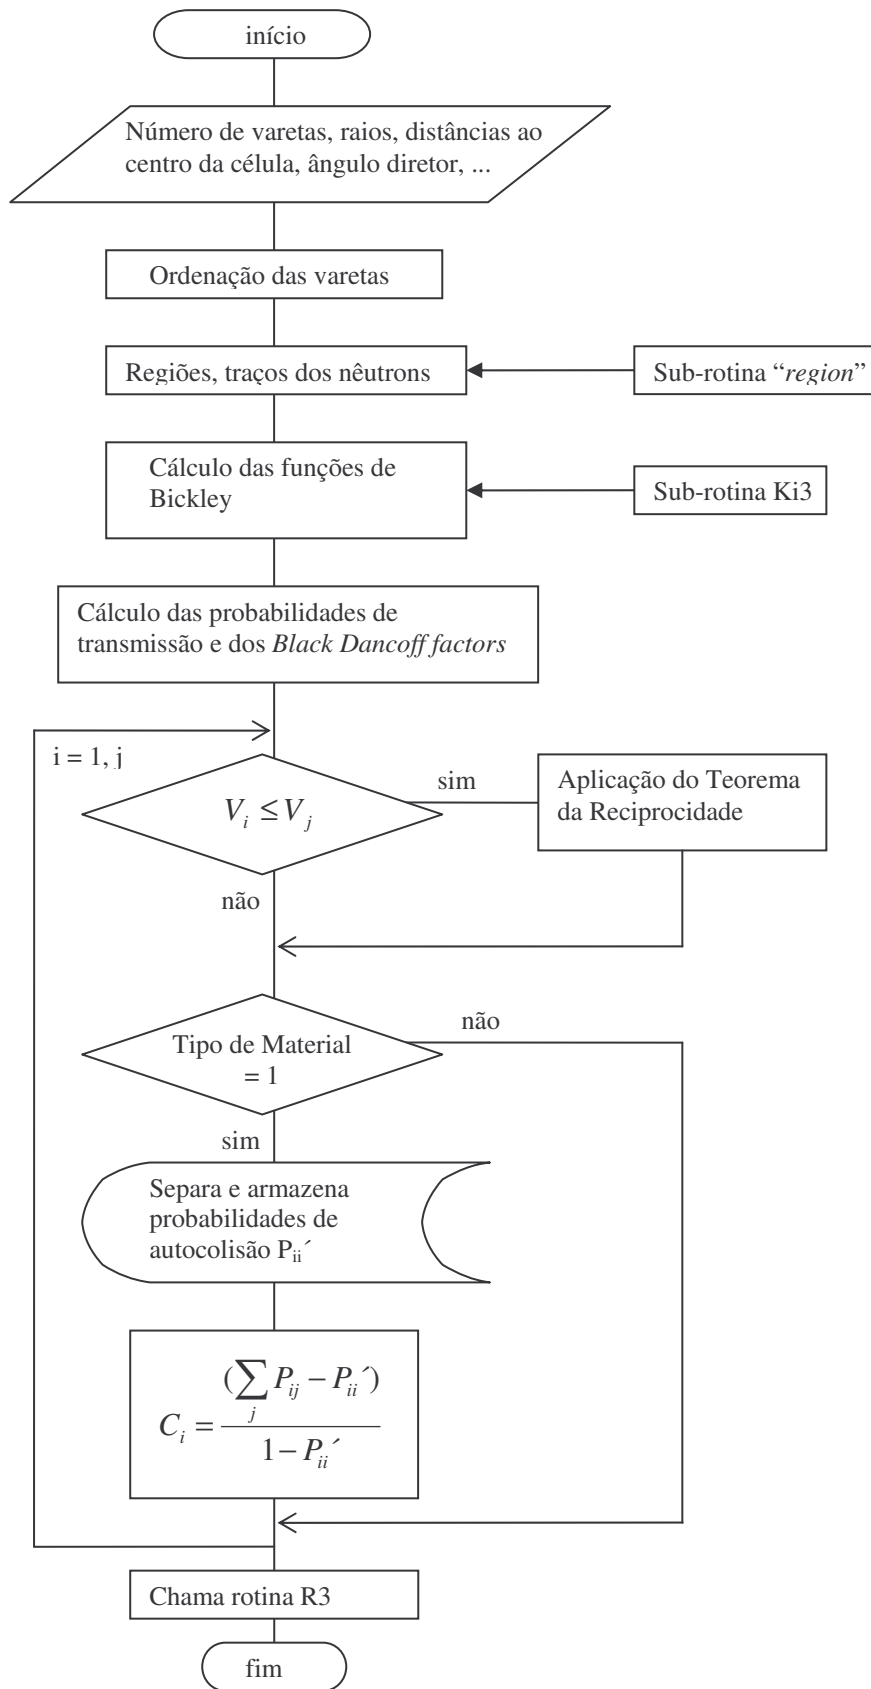 início
Número de varetas, raios, distâncias ao
centro da célula, ângulo diretor, ...
Ordenação das varetas
Regiões, traços dos nêutrons
Sub-rotina “region”
Cálculo das funções de
Bickley
Sub-rotina Ki3
Cálculo das probabilidades de
transmissão e dos Black Dancoff factors
i = 1, j
V_i ≤ V_j
sim
Aplicação do Teorema
da Reciprocidade
não
Tipo de Material
= 1
não
sim
Separa e armazena
probabilidades de
autocolisão P_ii´
C_i = (∑_j P_ij − P_ii´) / 1 − P_ii´
Chama rotina R3
fim